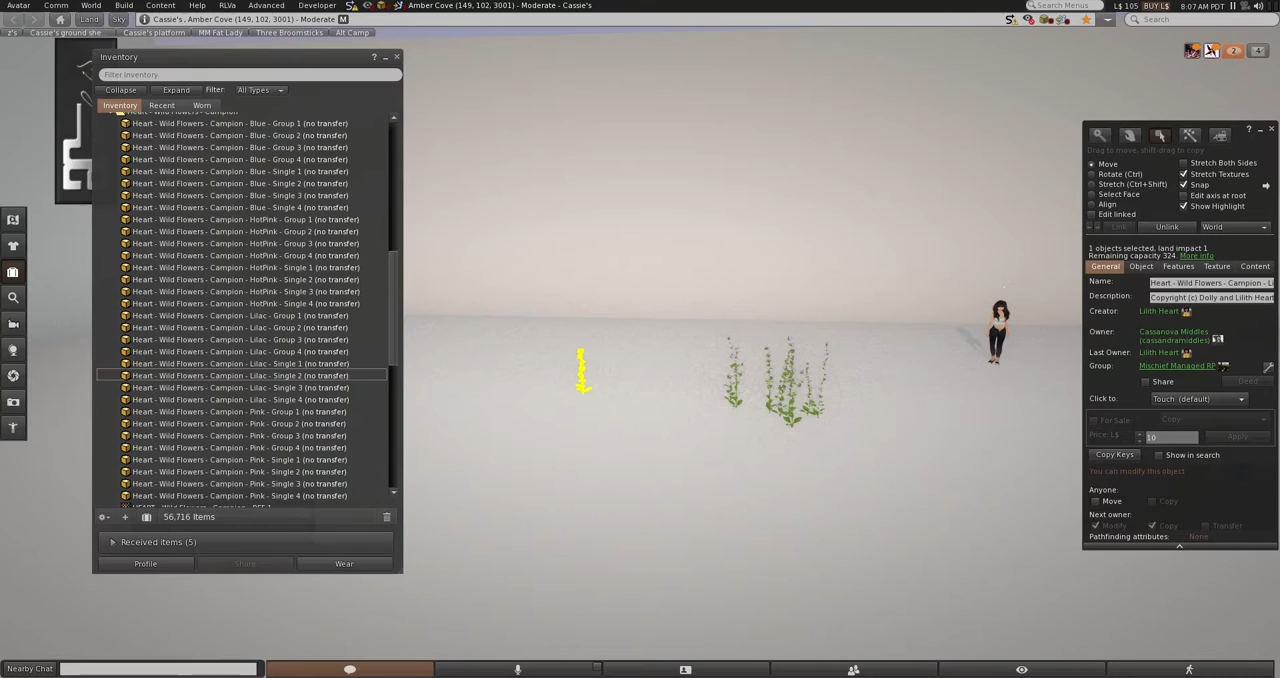 Avatar Comm World Build Content Help RLVa Advanced Developer Amber Cove (149, 102, 3001) - Moderate - Cassie's Search Menus L$ 105 BUY L$ 8:07 AM PDT
Land Sky Cassie's , Amber Cove (149, 102, 3001) - Moderate M Search
z's Cassie's ground she Cassie's platform MM Fat Lady Three Broomsticks Alt Camp
2 4
Inventory ?
Filter Inventory
Collapse Expand Filter: All Types
Inventory Recent Worn
Heart - Wild Flowers - Campion
Heart - Wild Flowers - Campion - Blue - Group 1 (no transfer)
Heart - Wild Flowers - Campion - Blue - Group 2 (no transfer)
Heart - Wild Flowers - Campion - Blue - Group 3 (no transfer)
Heart - Wild Flowers - Campion - Blue - Group 4 (no transfer)
Heart - Wild Flowers - Campion - Blue - Single 1 (no transfer)
Heart - Wild Flowers - Campion - Blue - Single 2 (no transfer)
Heart - Wild Flowers - Campion - Blue - Single 3 (no transfer)
Heart - Wild Flowers - Campion - Blue - Single 4 (no transfer)
Heart - Wild Flowers - Campion - HotPink - Group 1 (no transfer)
Heart - Wild Flowers - Campion - HotPink - Group 2 (no transfer)
Heart - Wild Flowers - Campion - HotPink - Group 3 (no transfer)
Heart - Wild Flowers - Campion - HotPink - Group 4 (no transfer)
Heart - Wild Flowers - Campion - HotPink - Single 1 (no transfer)
Heart - Wild Flowers - Campion - HotPink - Single 2 (no transfer)
Heart - Wild Flowers - Campion - HotPink - Single 3 (no transfer)
Heart - Wild Flowers - Campion - HotPink - Single 4 (no transfer)
Heart - Wild Flowers - Campion - Lilac - Group 1 (no transfer)
Heart - Wild Flowers - Campion - Lilac - Group 2 (no transfer)
Heart - Wild Flowers - Campion - Lilac - Group 3 (no transfer)
Heart - Wild Flowers - Campion - Lilac - Group 4 (no transfer)
Heart - Wild Flowers - Campion - Lilac - Single 1 (no transfer)
Heart - Wild Flowers - Campion - Lilac - Single 2 (no transfer)
Heart - Wild Flowers - Campion - Lilac - Single 3 (no transfer)
Heart - Wild Flowers - Campion - Lilac - Single 4 (no transfer)
Heart - Wild Flowers - Campion - Pink - Group 1 (no transfer)
Heart - Wild Flowers - Campion - Pink - Group 2 (no transfer)
Heart - Wild Flowers - Campion - Pink - Group 3 (no transfer)
Heart - Wild Flowers - Campion - Pink - Group 4 (no transfer)
Heart - Wild Flowers - Campion - Pink - Single 1 (no transfer)
Heart - Wild Flowers - Campion - Pink - Single 2 (no transfer)
Heart - Wild Flowers - Campion - Pink - Single 3 (no transfer)
Heart - Wild Flowers - Campion - Pink - Single 4 (no transfer)
56,716 Items
Received items (5)
Profile Share Wear
?
Drag to move, shift-drag to copy
Move Stretch Both Sides
Rotate (Ctrl) Stretch Textures
Stretch (Ctrl+Shift) Snap
Select Face Edit axis at root
Align Show Highlight
Edit linked
Link Unlink World
1 objects selected, land impact 1
Remaining capacity 324. More info
General Object Features Texture Content
Name: Heart - Wild Flowers - Campion - Li
Description: Copyright (c) Dolly and Lilith Heart
Creator: Lilith Heart
Owner: Cassanova Middles
(cassandramiddles)
Last Owner: Lilith Heart
Group: Mischief Managed RP
Share Deed
Click to: Touch (default)
For Sale: Copy
Price: L$ 10 Apply
Copy Keys Show in search
You can modify this object
Anyone:
Move Copy
Next owner:
Modify Copy Transfer
Pathfinding attributes: None
Nearby Chat